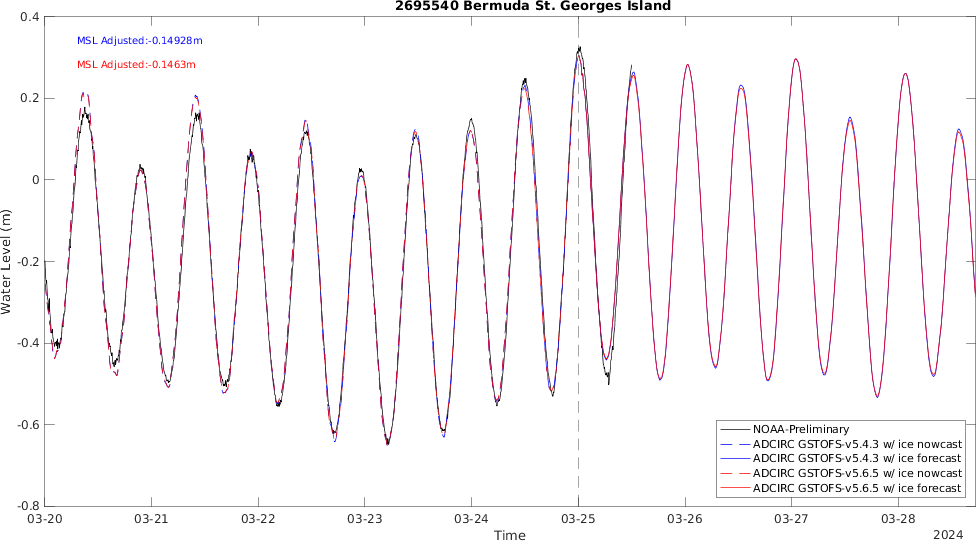 2695540 Bermuda St. Georges Island
MSL Adjusted:-0.14928m
MSL Adjusted:-0.1463m
0.4
0.2
0
-0.2
-0.4
-0.6
-0.8
Water Level (m)
NOAA-Preliminary
ADCIRC GSTOFS-v5.4.3 w/ ice nowcast
ADCIRC GSTOFS-v5.4.3 w/ ice forecast
ADCIRC GSTOFS-v5.6.5 w/ ice nowcast
ADCIRC GSTOFS-v5.6.5 w/ ice forecast
03-20 03-21 03-22 03-23 03-24 03-25 03-26 03-27 03-28
Time
2024